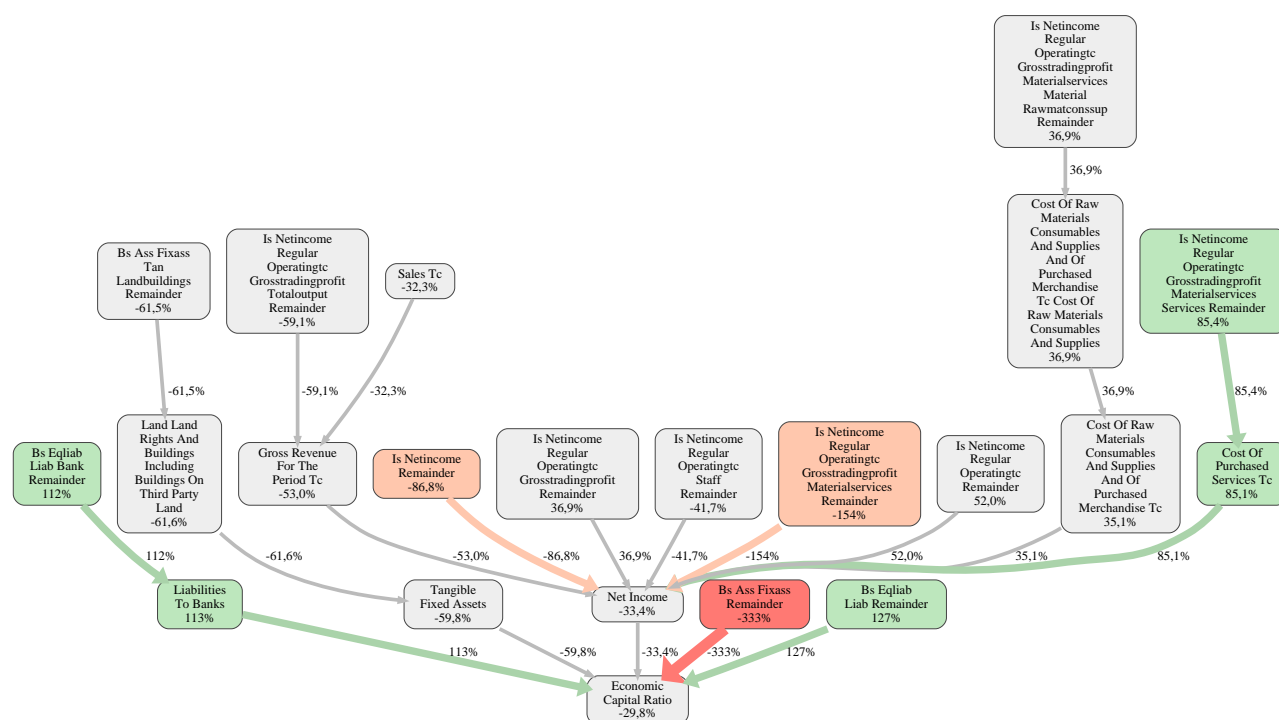 Is Netincome
Regular
Operatingtc
Grosstradingprofit
Materialservices
Material
Rawmatconssup
Remainder
36,9%
36,9%
Cost Of Raw
Materials
Consumables
And Supplies
And Of
Purchased
Merchandise
Tc Cost Of
Raw Materials
Consumables
And Supplies
36,9%
Is Netincome
Regular
Operatingtc
Grosstradingprofit
Materialservices
Services Remainder
85,4%
Bs Ass Fixass
Tan
Landbuildings
Remainder
-61,5%
Is Netincome
Regular
Operatingtc
Grosstradingprofit
Totaloutput
Remainder
-59,1%
Sales Tc
-32,3%
-61,5%
-59,1%
-32,3%
36,9%
85,4%
Bs Eqliab
Liab Bank
Remainder
112%
Land Land
Rights And
Buildings
Including
Buildings On
Third Party
Land
-61,6%
Gross Revenue
For The
Period Tc
-53,0%
Is Netincome
Remainder
-86,8%
Is Netincome
Regular
Operatingtc
Grosstradingprofit
Remainder
36,9%
Is Netincome
Regular
Operatingtc
Staff
Remainder
-41,7%
Is Netincome
Regular
Operatingtc
Grosstradingprofit
Materialservices
Remainder
-154%
Is Netincome
Regular
Operatingtc
Remainder
52,0%
Cost Of Raw
Materials
Consumables
And Supplies
And Of
Purchased
Merchandise Tc
35,1%
Cost Of
Purchased
Services Tc
85,1%
112%
-61,6%
-53,0%
-86,8%
36,9%
-41,7%
-154%
52,0%
35,1%
85,1%
Liabilities
To Banks
113%
Tangible
Fixed Assets
-59,8%
Net Income
-33,4%
Bs Ass Fixass
Remainder
-333%
Bs Eqliab
Liab Remainder
127%
113%
-59,8%
-33,4%
-333%
127%
Economic
Capital Ratio
-29,8%